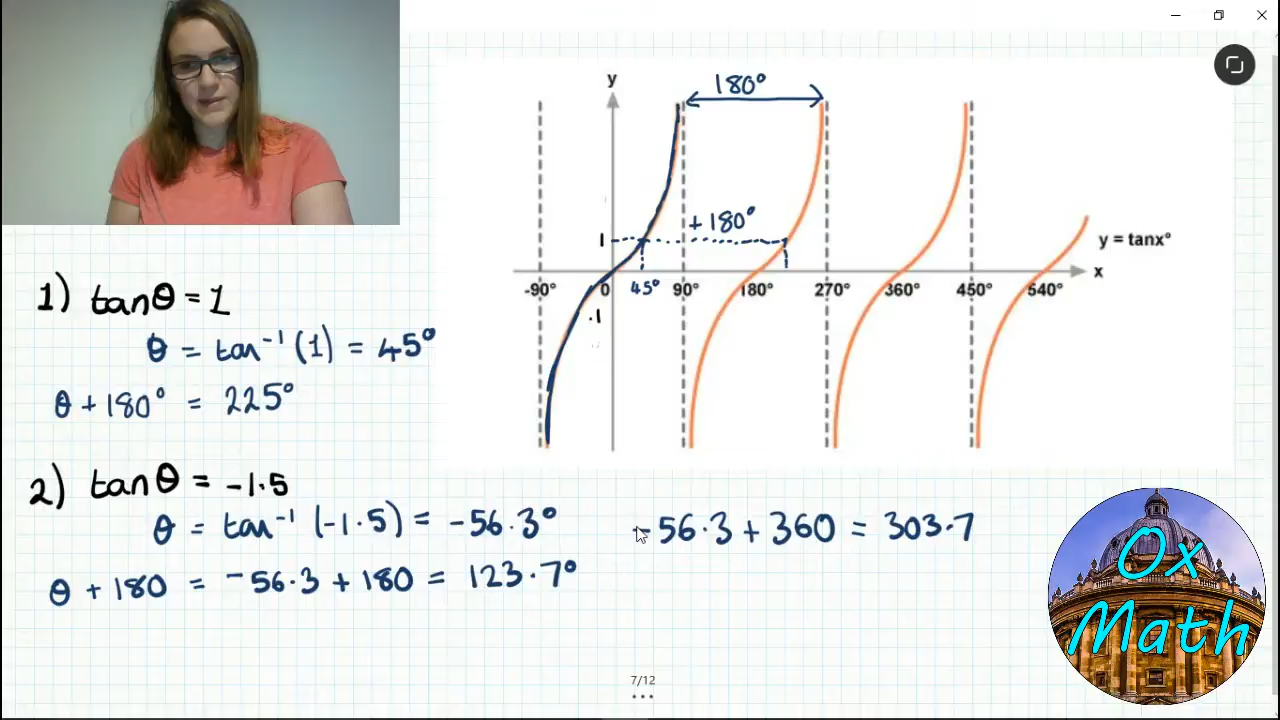 y
180°
+180°
1
y = tanx°
x
-90°
0
45°
90°
180°
270°
360°
450°
540°
-1
1) tanθ = 1
θ = tan⁻¹ (1) = 45°
θ + 180° = 225°
2) tanθ = -1.5
θ = tan⁻¹ (-1.5) = -56.3°
-56.3 + 360 = 303.7
θ + 180 = -56.3 + 180 = 123.7°
Ox
Math
7/12